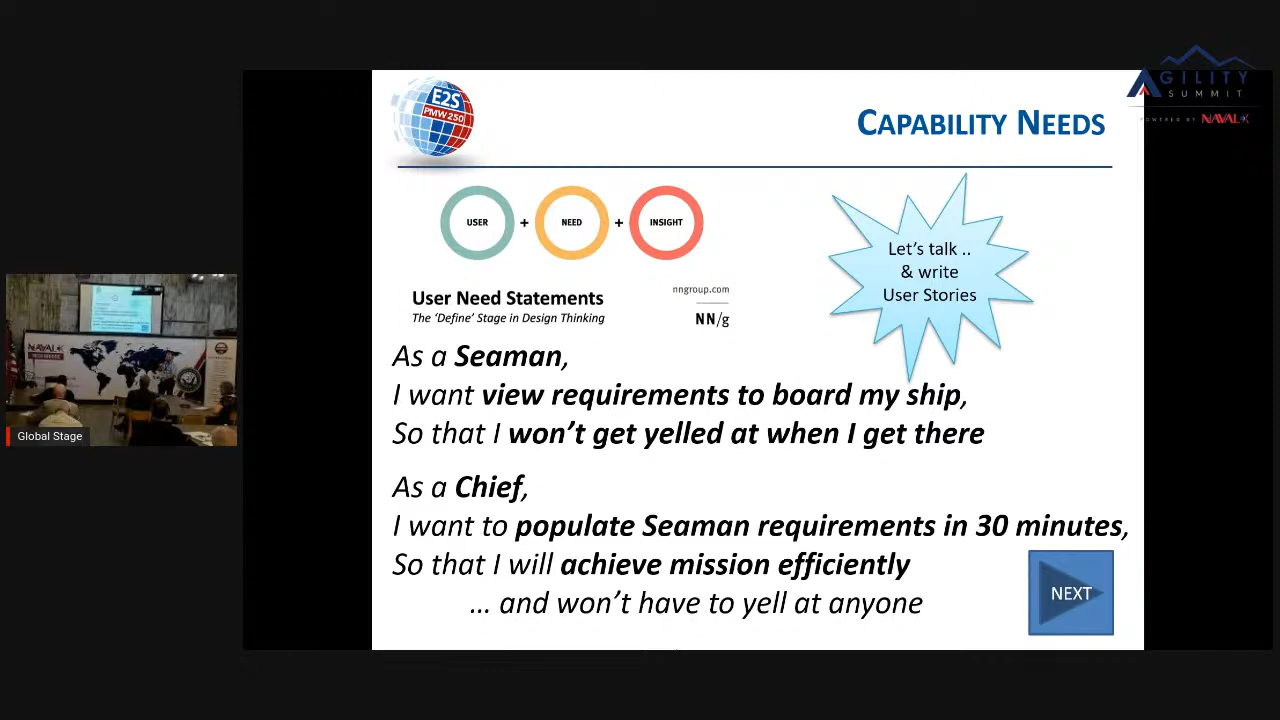 AGILITY
SUMMIT
POWERED BY NAVALX
E2S
PMW 250
CAPABILITY NEEDS
USER + NEED + INSIGHT
Let's talk ..
& write
User Stories
User Need Statements
The 'Define' Stage in Design Thinking
nngroup.com
NN/g
As a Seaman,
I want view requirements to board my ship,
So that I won't get yelled at when I get there
As a Chief,
I want to populate Seaman requirements in 30 minutes,
So that I will achieve mission efficiently
... and won't have to yell at anyone
NEXT
NAVALX
Global Stage